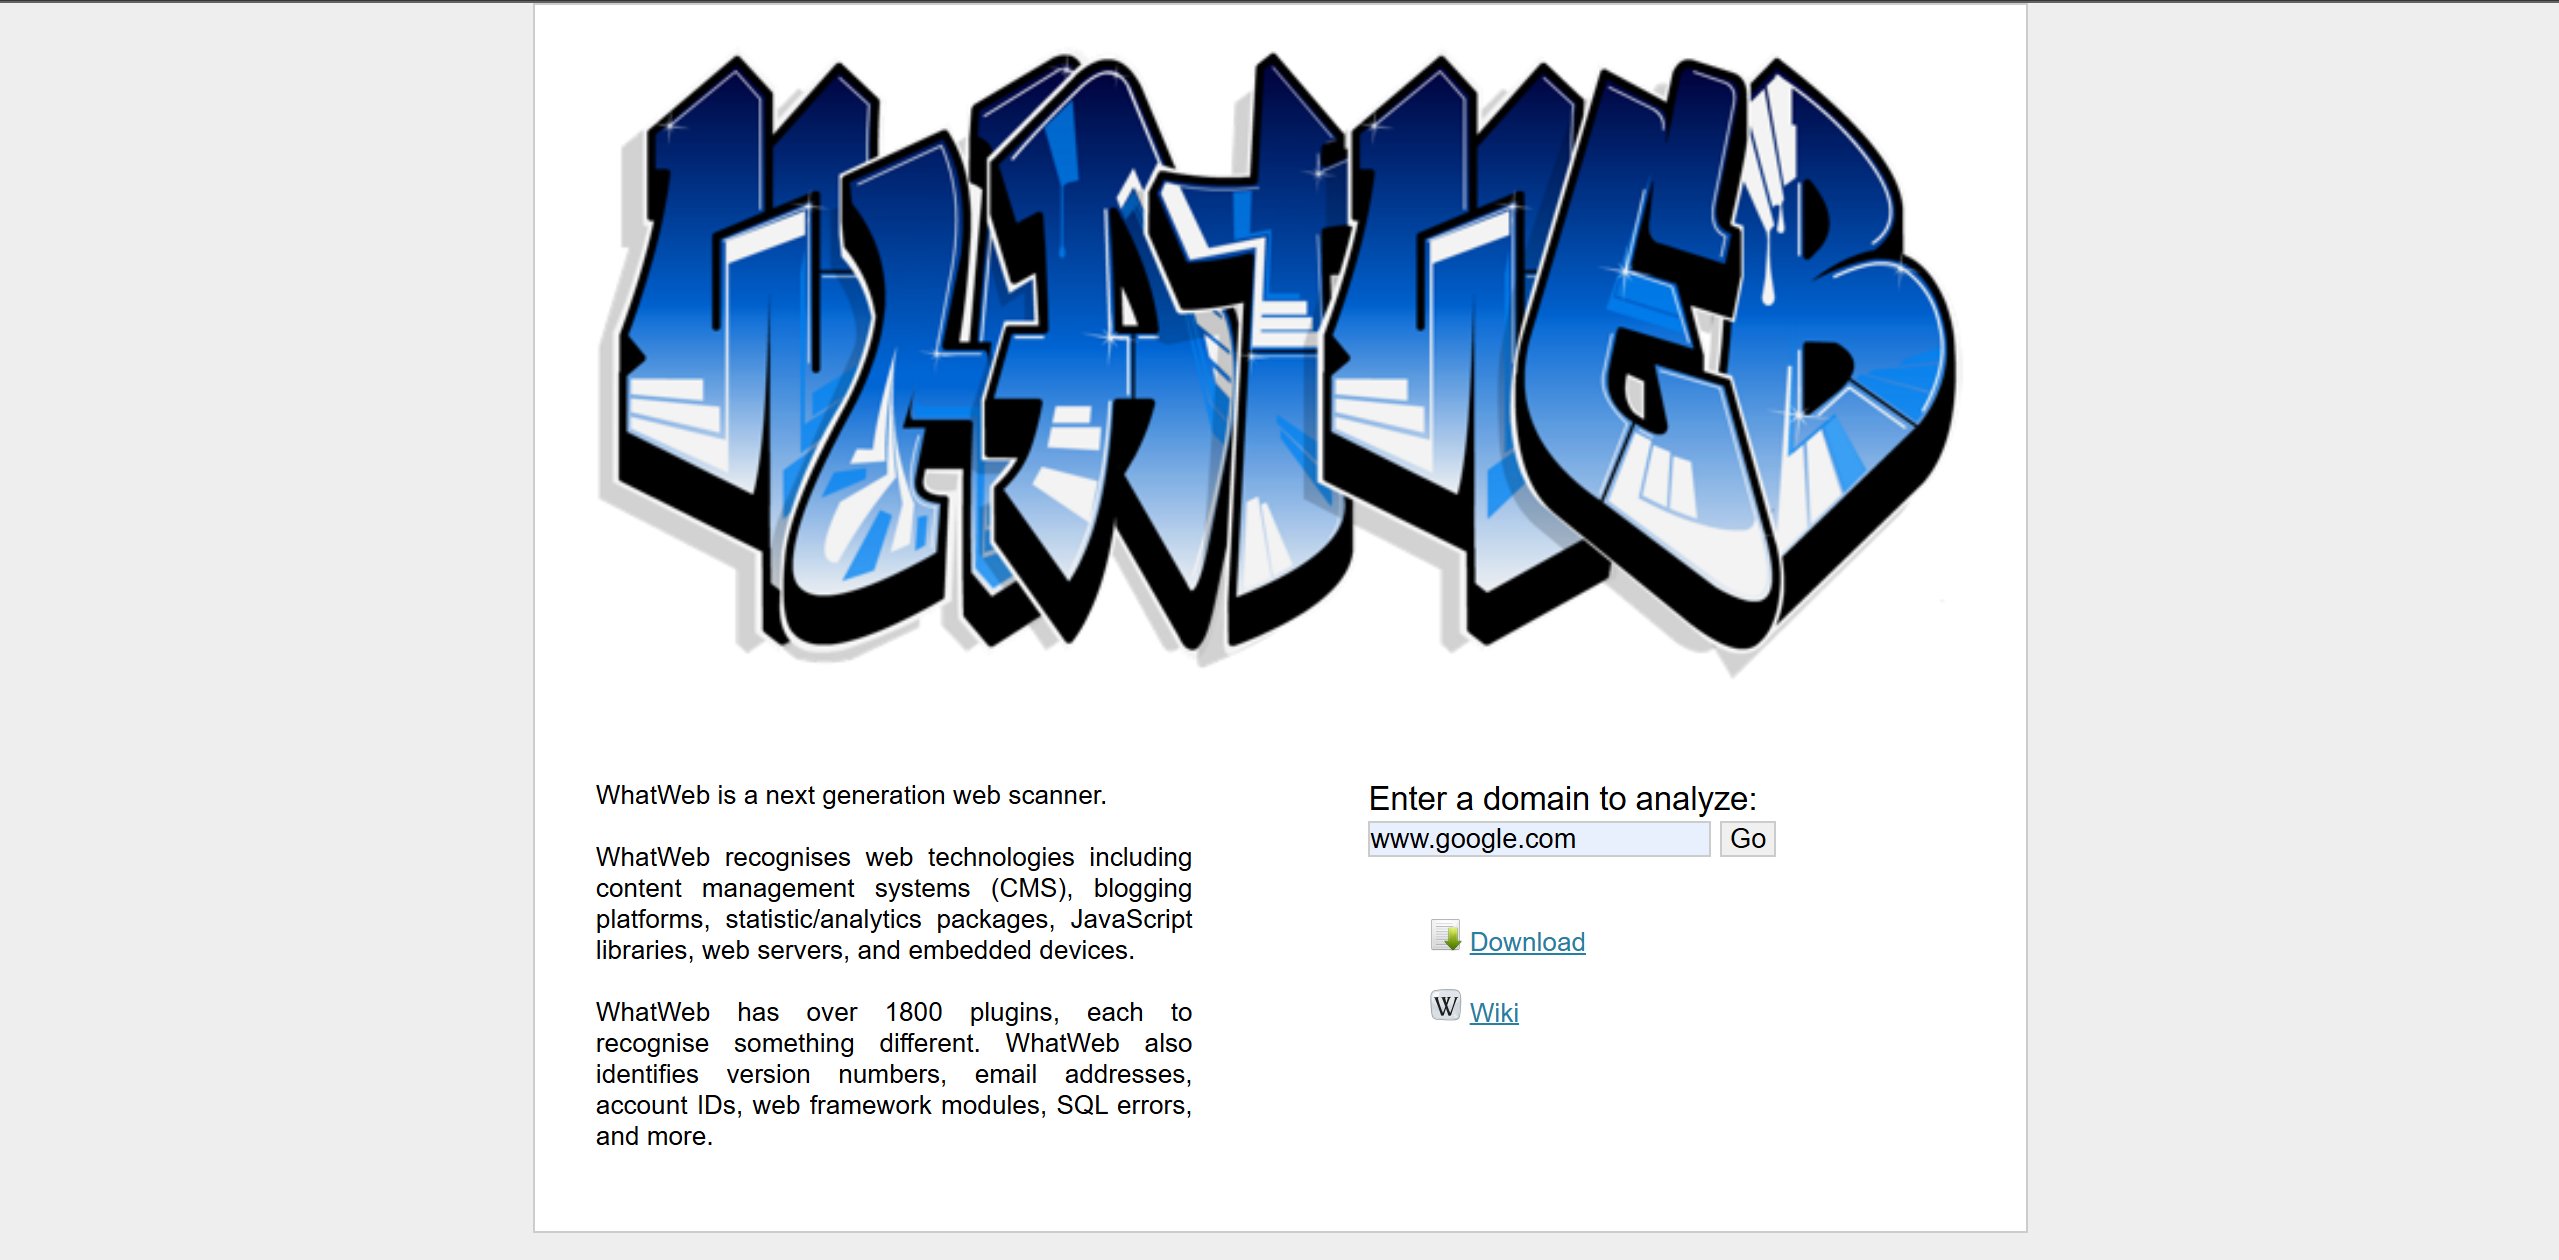 WHATWEB
WhatWeb is a next generation web scanner.
WhatWeb recognises web technologies including
content management systems (CMS), blogging
platforms, statistic/analytics packages, JavaScript
libraries, web servers, and embedded devices.
WhatWeb has over 1800 plugins, each to
recognise something different. WhatWeb also
identifies version numbers, email addresses,
account IDs, web framework modules, SQL errors,
and more.
Enter a domain to analyze:
www.google.com Go
Download
W Wiki